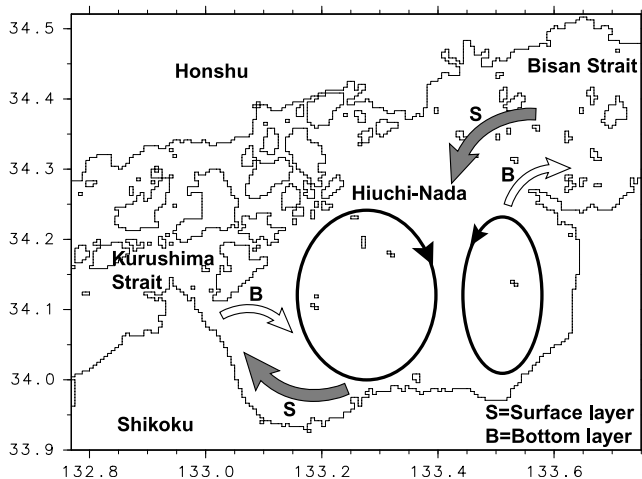 34.5
34.4
34.3
34.2
34.1
34.0
33.9
Honshu
Bisan Strait
S
B
Hiuchi-Nada
Kurushima
Strait
B
S
Shikoku
S=Surface layer
B=Bottom layer
132.8 133.0 133.2 133.4 133.6